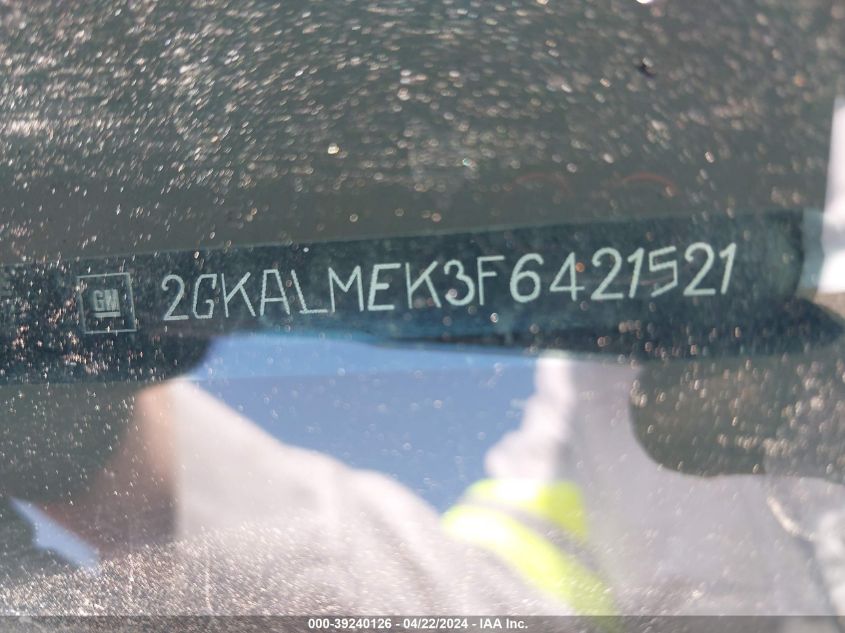 GM 2GKALMEK3F6421521
000-39240126 - 04/22/2024 - IAA Inc.